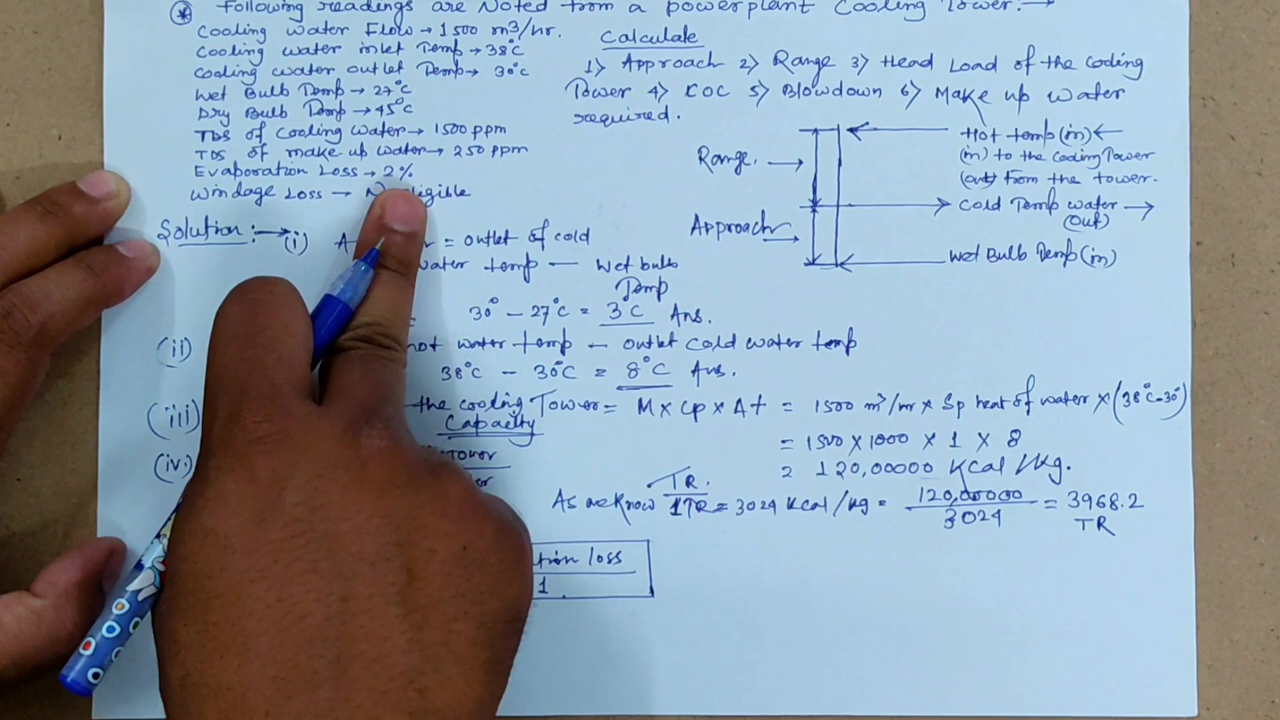 Following readings are Noted from a powerplant Cooling Tower:→
Cooling water Flow → 1500 m3/hr.
Cooling water inlet Temp → 38°C
Cooling water outlet Temp → 30°C
Wet Bulb Temp → 27°C
Dry Bulb Temp → 45°C
TDS of Cooling water → 1500 ppm
TDS of make up water → 250 ppm
Evaporation Loss → 2%
Windage Loss →
Calculate
1) Approach 2) Range 3) Head Load of the cooling
Tower 4) COC 5) Blowdown 6) Make up water
required.
Range. →
Approach →
Hot temp (in) ←
(in) to the Cooling Tower
(out) from the tower.
Cold Temp water →
(out)
Wet Bulb Temp (in)
Solution :→ (i) = outlet of cold
water temp — Wet bulb
Temp
30° – 27°C = 3°C Ans.
(ii) hot water temp – outlet cold water temp
38°C – 30°C = 8°C Ans.
(iii) the cooling Tower = M x Cp x Δt = 1500 m³/hr x Sp heat of water x (38°C-30°)
Capacity
= 1500 x 1000 x 1 x 8
= 120,00000 Kcal/kg.
(iv)
TR.
As we Know 1TR = 3024 Kcal/kg = 120,00000 / 3024 = 3968.2
TR
loss
1